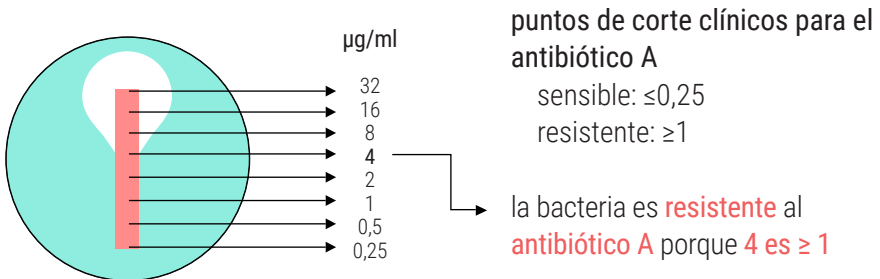 µg/ml
32
16
8
4
2
1
0,5
0,25
puntos de corte clínicos para el
antibiótico A
sensible: ≤0,25
resistente: ≥1
la bacteria es resistente al
antibiótico A porque 4 es ≥ 1